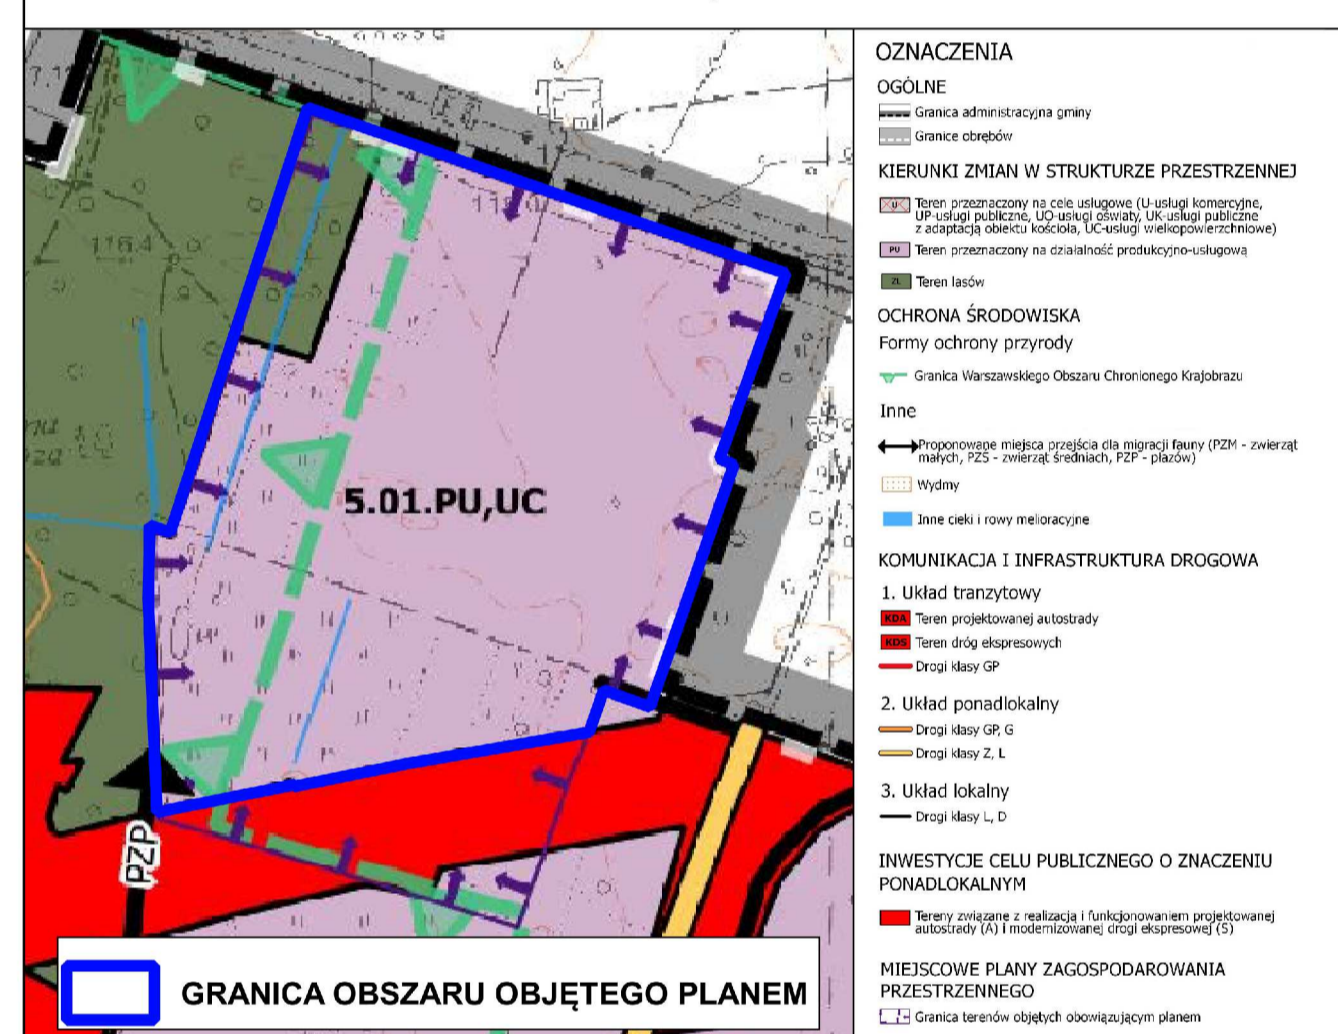 116.4
5.01.PU,UC
PZP
GRANICA OBSZARU OBJĘTEGO PLANEM
OZNACZENIA
OGÓLNE
Granica administracyjna gminy
Granice obrębów
KIERUNKI ZMIAN W STRUKTURZE PRZESTRZENNEJ
U Teren przeznaczony na cele usługowe (U-usługi komercyjne,
UP-usługi publiczne, UO-usługi oświaty, UK-usługi publiczne
z adaptacją obiektu kościoła, UC-usługi wielkopowierzchniowe)
PU Teren przeznaczony na działalność produkcyjno-usługową
ZL Teren lasów
OCHRONA ŚRODOWISKA
Formy ochrony przyrody
Granica Warszawskiego Obszaru Chronionego Krajobrazu
Inne
Proponowane miejsca przejścia dla migracji fauny (PZM - zwierząt
małych, PZS - zwierząt średniach, PZP - płazów)
Wydmy
Inne cieki i rowy melioracyjne
KOMUNIKACJA I INFRASTRUKTURA DROGOWA
1. Układ tranzytowy
KDA Teren projektowanej autostrady
KDS Teren dróg ekspresowych
Drogi klasy GP
2. Układ ponadlokalny
Drogi klasy GP, G
Drogi klasy Z, L
3. Układ lokalny
Drogi klasy L, D
INWESTYCJE CELU PUBLICZNEGO O ZNACZENIU
PONADLOKALNYM
Tereny związane z realizacją i funkcjonowaniem projektowanej
autostrady (A) i modernizowanej drogi ekspresowej (S)
MIEJSCOWE PLANY ZAGOSPODAROWANIA
PRZESTRZENNEGO
Granica terenów objętych obowiązującym planem